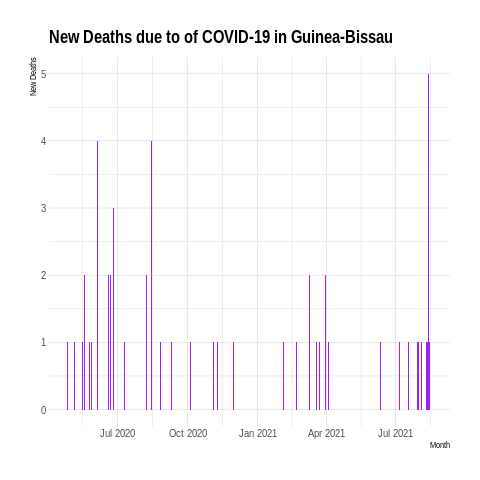 New Deaths due to of COVID-19 in Guinea-Bissau
New Deaths
5
4
3
2
1
0
Jul 2020 Oct 2020 Jan 2021 Apr 2021 Jul 2021
Month